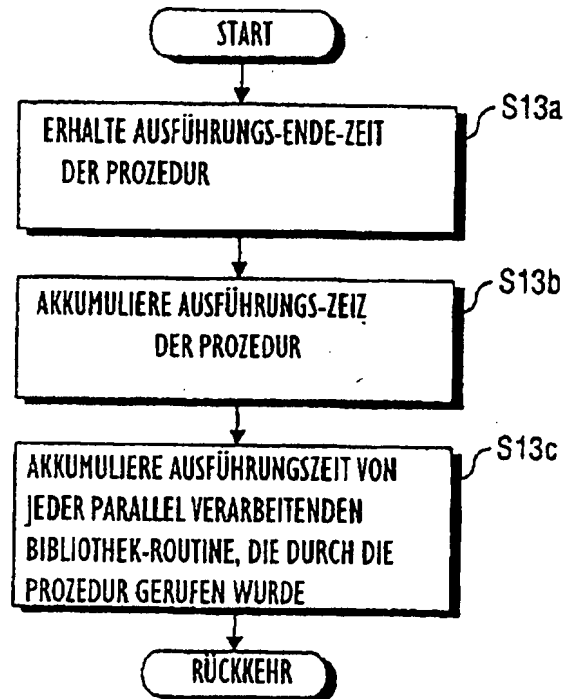 START
ERHALTE AUSFÜHRUNGS-ENDE-ZEIT
DER PROZEDUR
S13a
AKKUMULIERE AUSFÜHRUNGS-ZEIZ
DER PROZEDUR
S13b
AKKUMULIERE AUSFÜHRUNGSZEIT VON
JEDER PARALLEL VERARBEITENDEN
BIBLIOTHEK-ROUTINE, DIE DURCH DIE
PROZEDUR GERUFEN WURDE
S13c
RÜCKKEHR